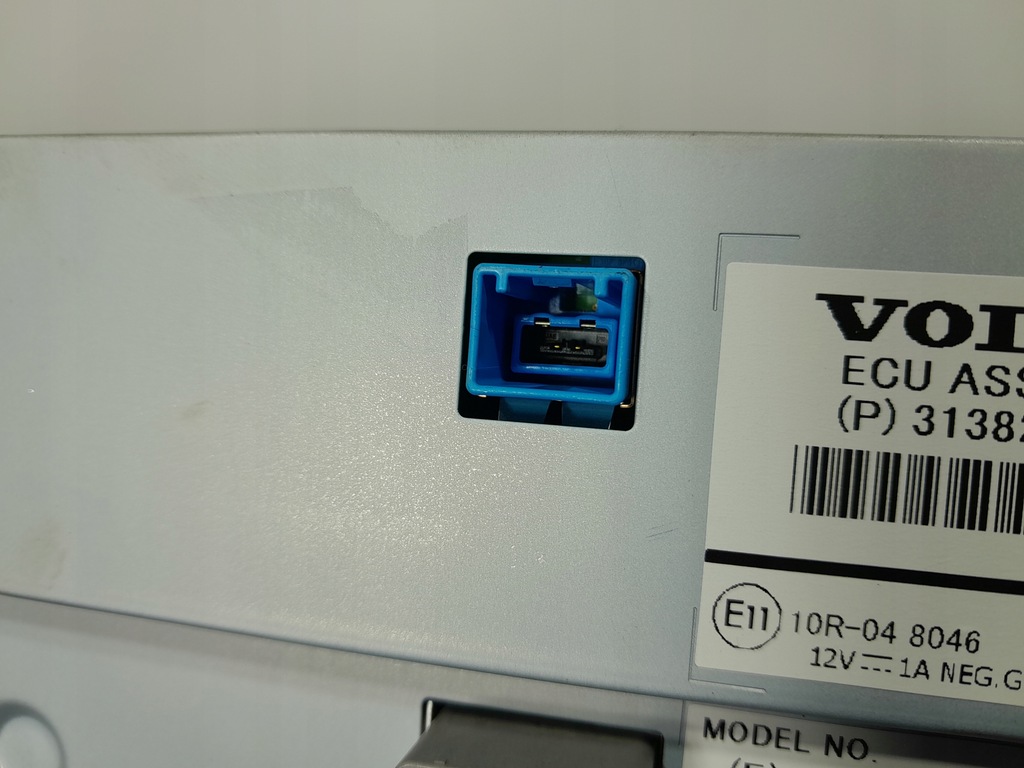 VOL
ECU ASS
(P) 31382
E11
10R-04 8046
12V 1A NEG.G
MODEL NO.